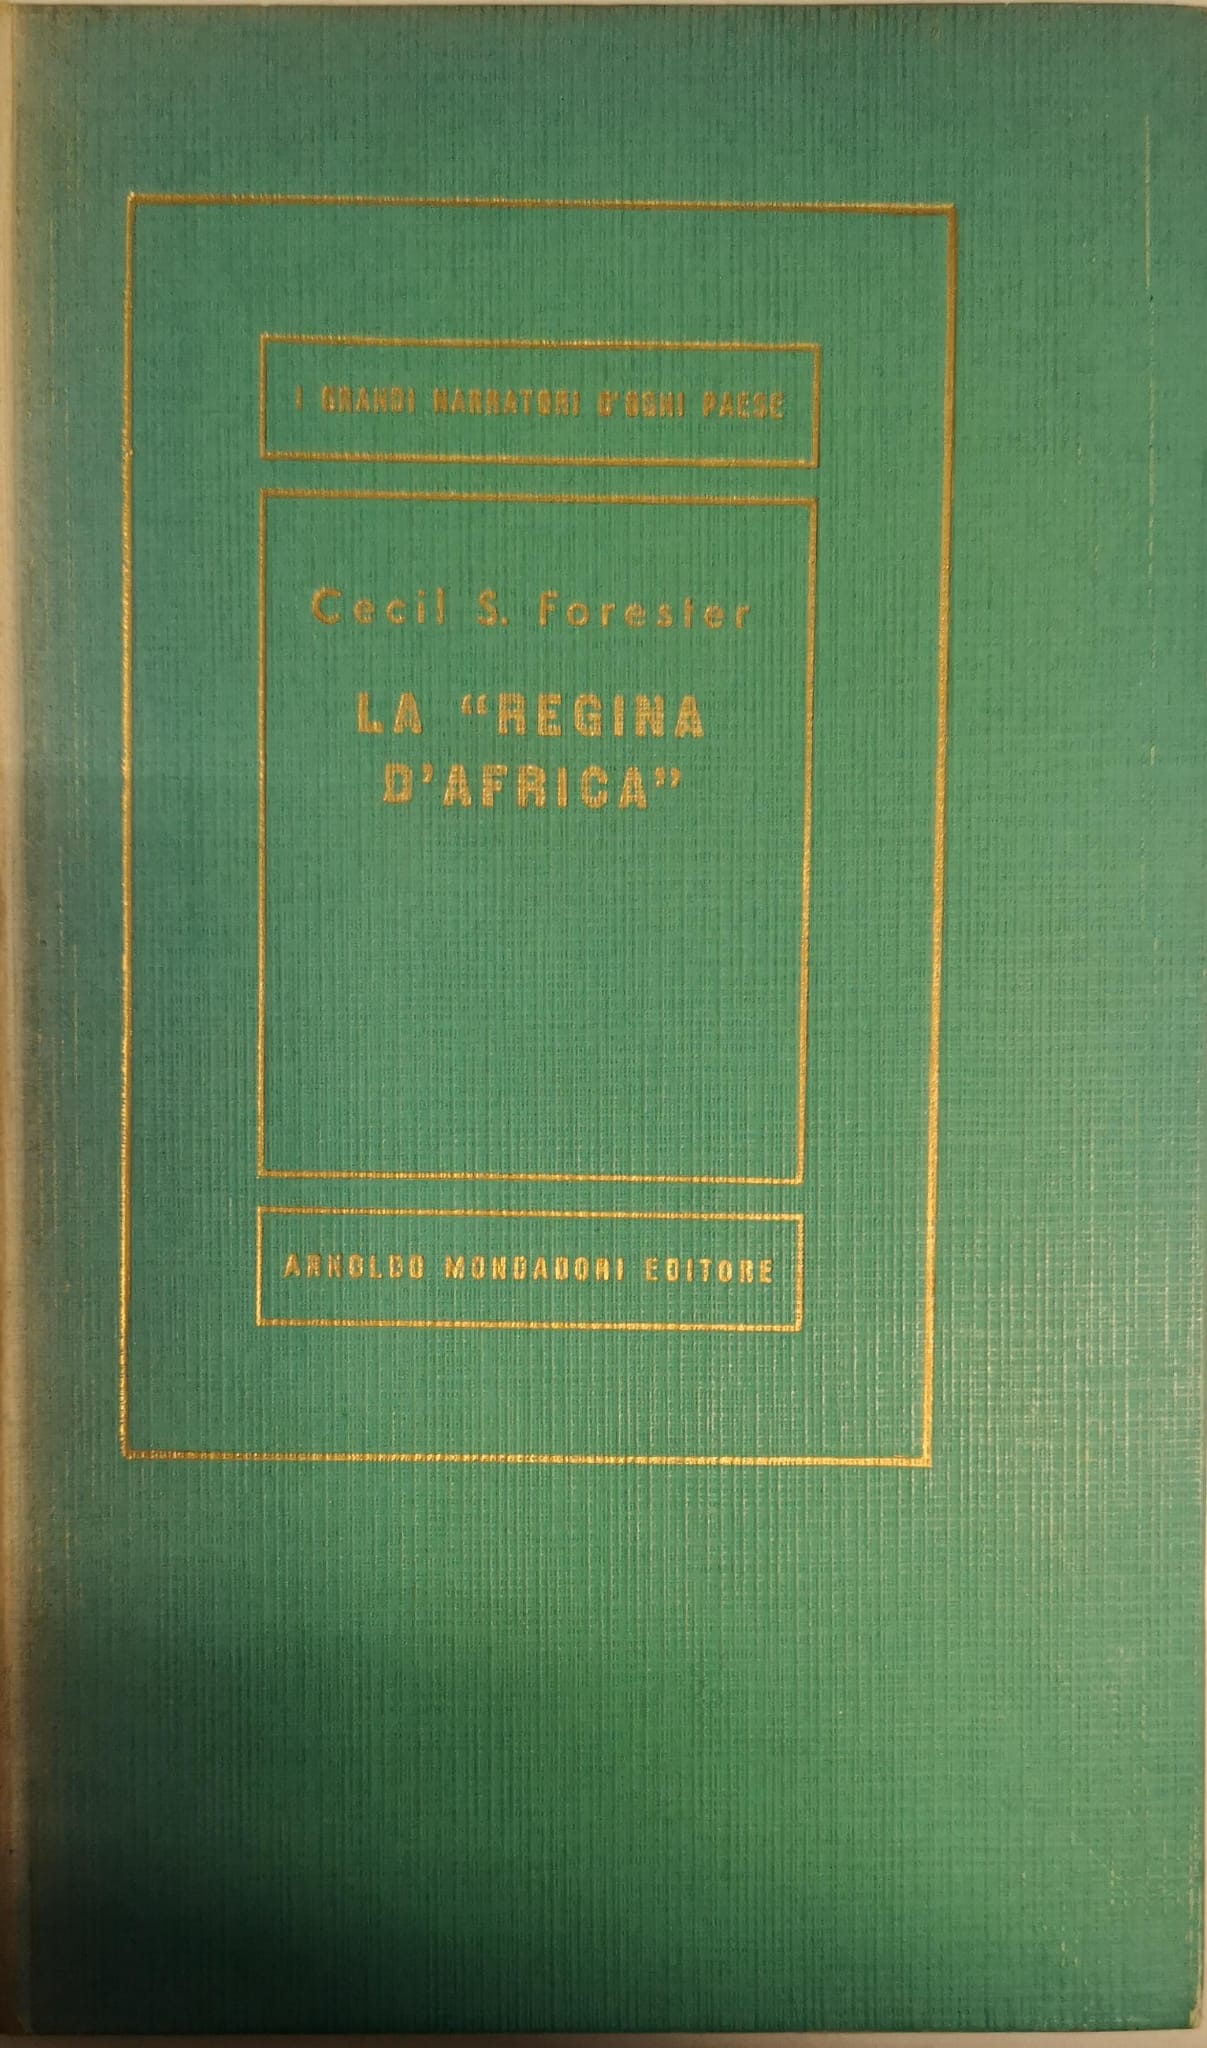 I GRANDI NARRATORI D'OGNI PAESE
Cecil S. Forester
LA “REGINA
D'AFRICA”
ARNOLDO MONDADORI EDITORE